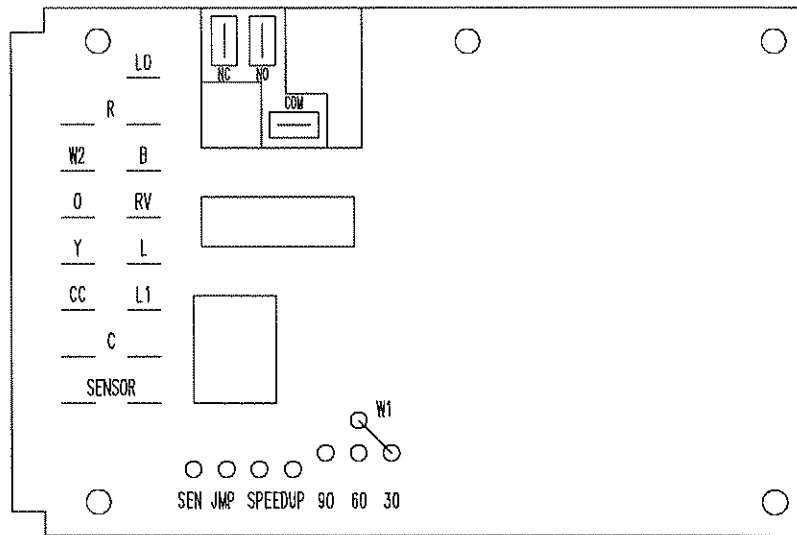 LO
NC NO
R
COM
W2 B
O RV
Y L
CC L1
C
SENSOR
W1
SEN JMP SPEEDUP 90 60 30